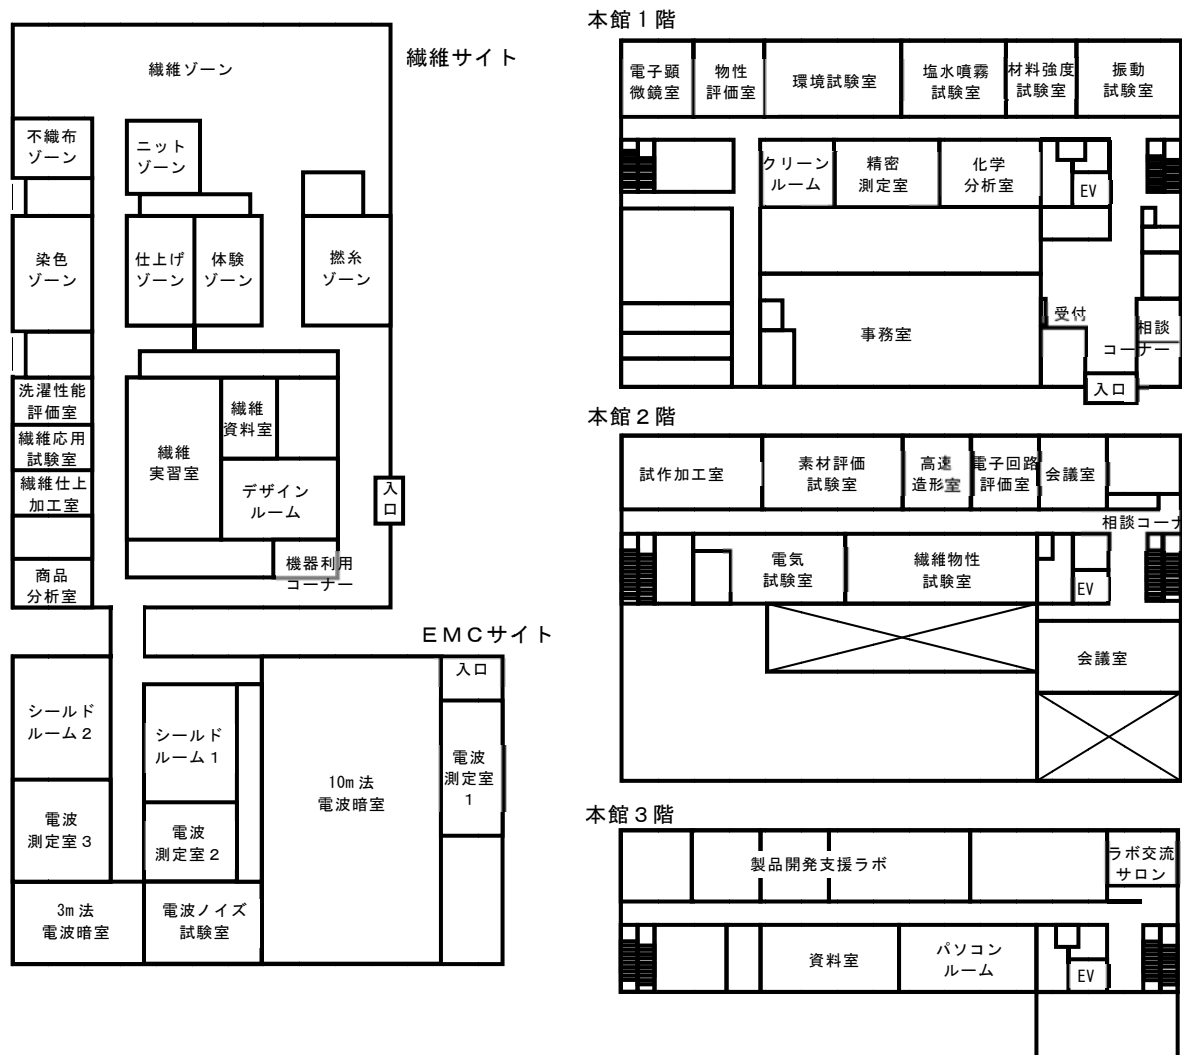 繊維サイト
繊維ゾーン
不織布
ゾーン
ニット
ゾーン
染色
ゾーン
仕上げ
ゾーン
体験
ゾーン
撚糸
ゾーン
洗濯性能
評価室
繊維応用
試験室
繊維仕上
加工室
商品
分析室
繊維
実習室
繊維
資料室
デザイン
ルーム
機器利用
コーナー
入
口
EMCサイト
シールド
ルーム2
シールド
ルーム1
電波
測定室3
電波
測定室2
3m法
電波暗室
電波ノイズ
試験室
10m法
電波暗室
入口
電波
測定室
1
本館1階
電子顕
微鏡室
物性
評価室
環境試験室
塩水噴霧
試験室
材料強度
試験室
振動
試験室
クリーン
ルーム
精密
測定室
化学
分析室
EV
事務室
受付
相談
コーナー
入口
本館2階
試作加工室
素材評価
試験室
高速
造形室
電子回路
評価室
会議室
相談コーナ
電気
試験室
繊維物性
試験室
EV
会議室
本館3階
製品開発支援ラボ
ラボ交流
サロン
資料室
パソコン
ルーム
EV